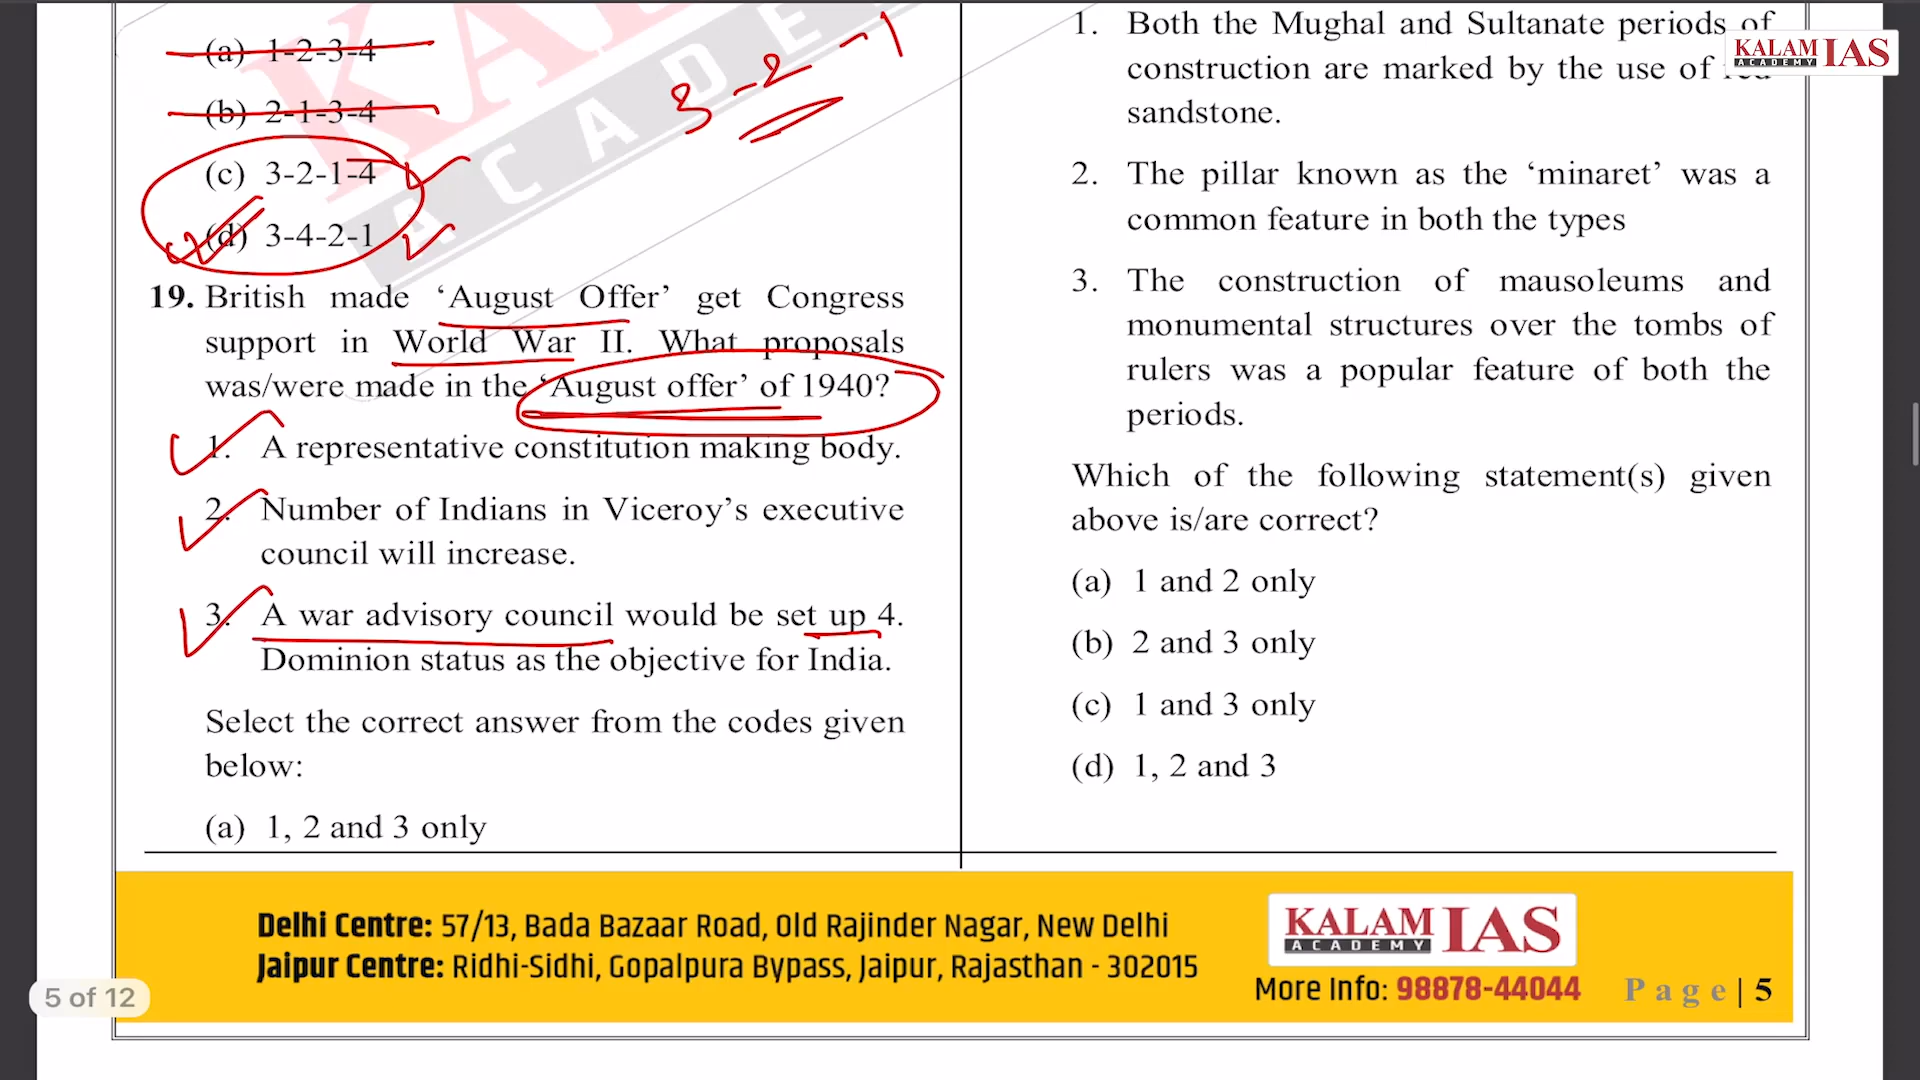 (a) 1-2-3-4
(b) 2-1-3-4
(c) 3-2-1-4
(d) 3-4-2-1
3-2-1
19. British made ‘August Offer’ get Congress
support in World War II. What proposals
was/were made in the ‘August offer’ of 1940?
1. A representative constitution making body.
2. Number of Indians in Viceroy’s executive
council will increase.
3. A war advisory council would be set up 4.
Dominion status as the objective for India.
Select the correct answer from the codes given
below:
(a) 1, 2 and 3 only
1. Both the Mughal and Sultanate periods of
construction are marked by the use of red
sandstone.
2. The pillar known as the ‘minaret’ was a
common feature in both the types
3. The construction of mausoleums and
monumental structures over the tombs of
rulers was a popular feature of both the
periods.
Which of the following statement(s) given
above is/are correct?
(a) 1 and 2 only
(b) 2 and 3 only
(c) 1 and 3 only
(d) 1, 2 and 3
KALAM IAS
ACADEMY
KALA
ACADE
Delhi Centre: 57/13, Bada Bazaar Road, Old Rajinder Nagar, New Delhi
Jaipur Centre: Ridhi-Sidhi, Gopalpura Bypass, Jaipur, Rajasthan - 302015
KALAM IAS
ACADEMY
More Info: 98878-44044
Page | 5
5 of 12